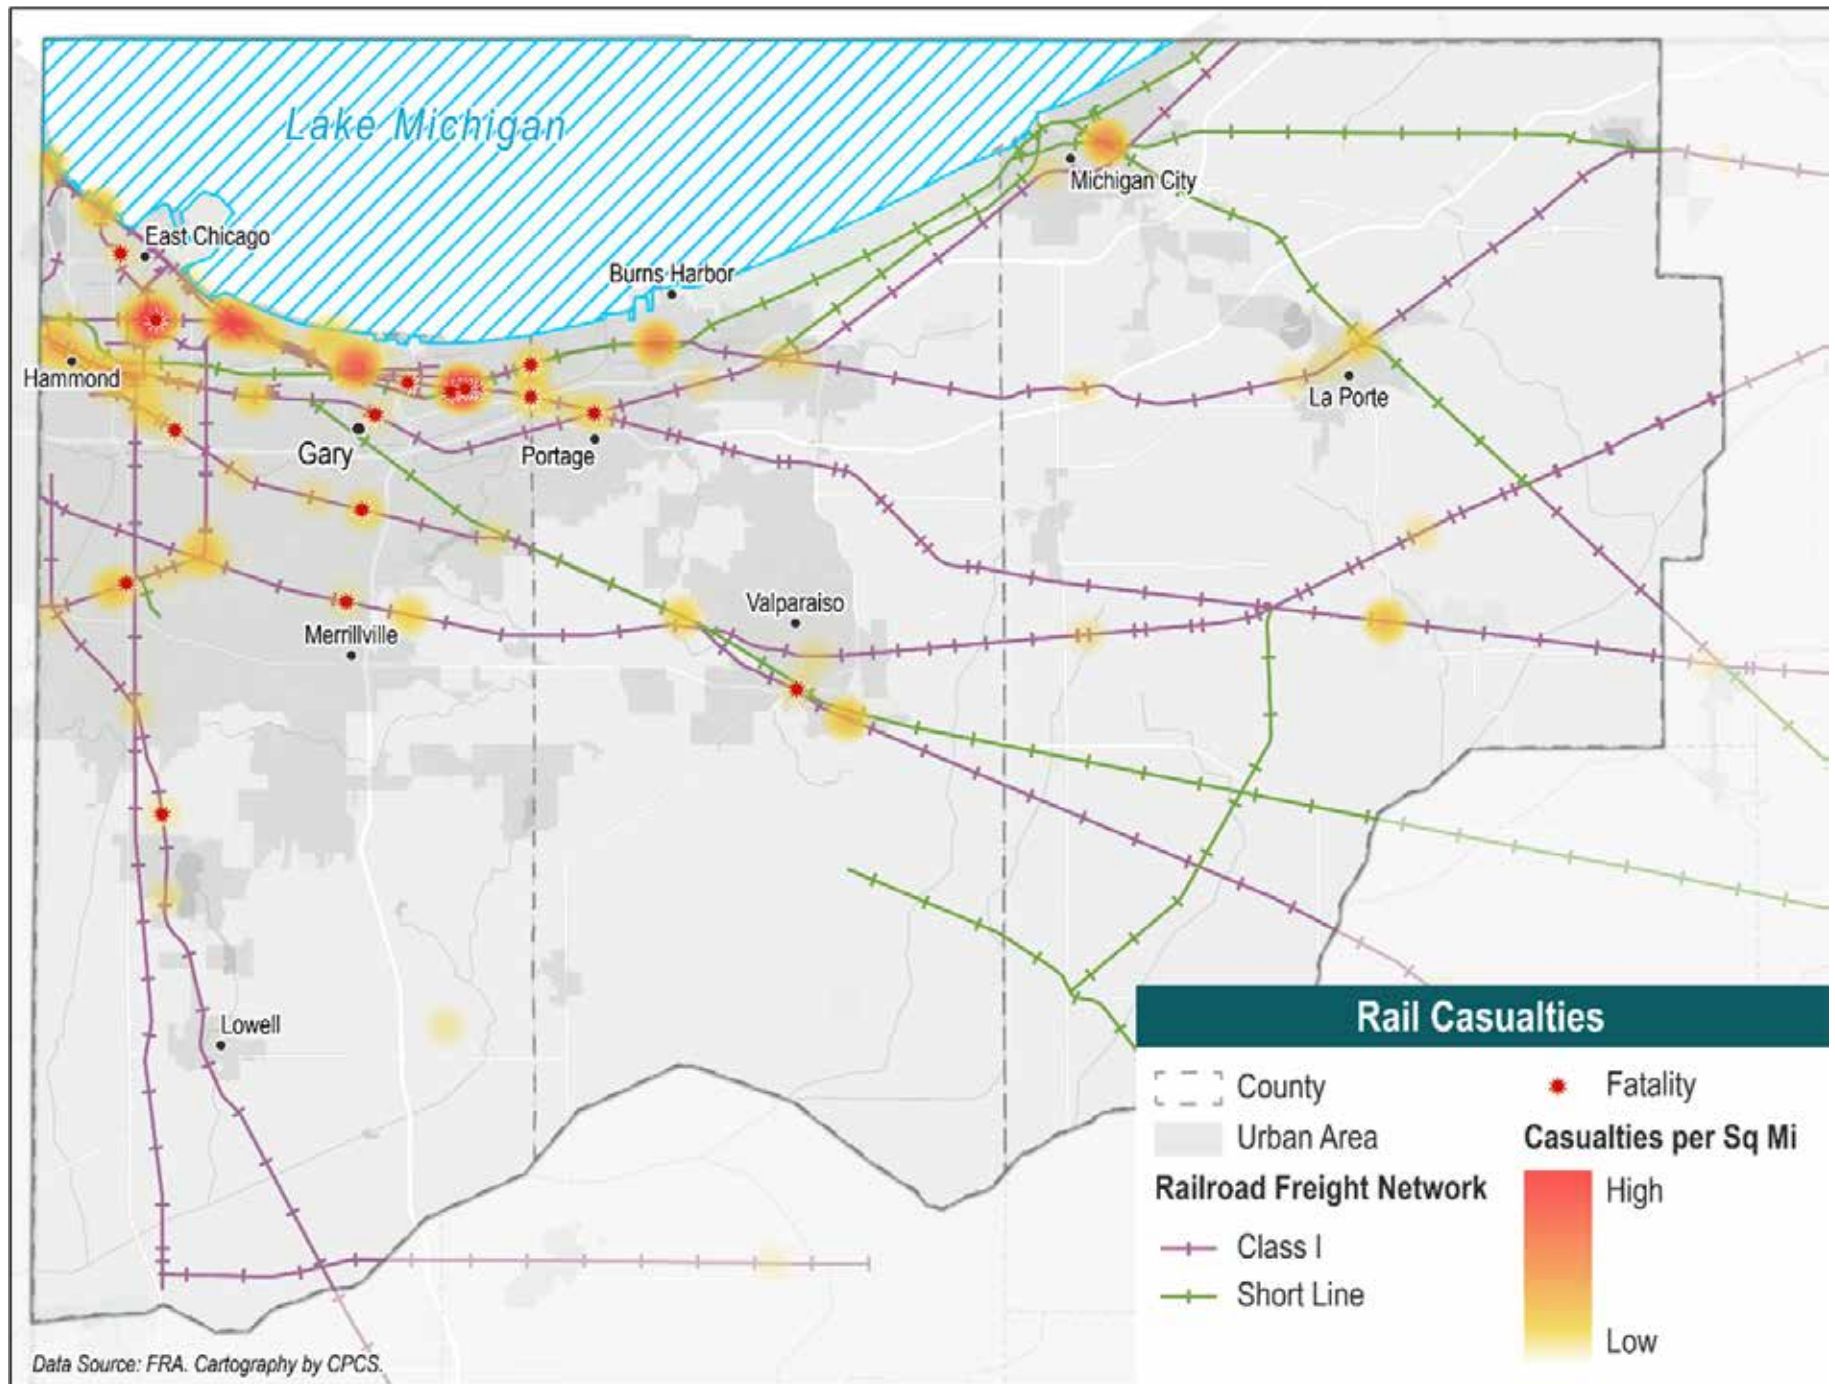 Lake Michigan
Michigan City
East Chicago
Burns Harbor
Hammond
La Porte
Gary
Portage
Valparaiso
Merrillville
Lowell
Rail Casualties
County
Urban Area
Railroad Freight Network
Class I
Short Line
Fatality
Casualties per Sq Mi
High
Low
Data Source: FRA. Cartography by CPCS.